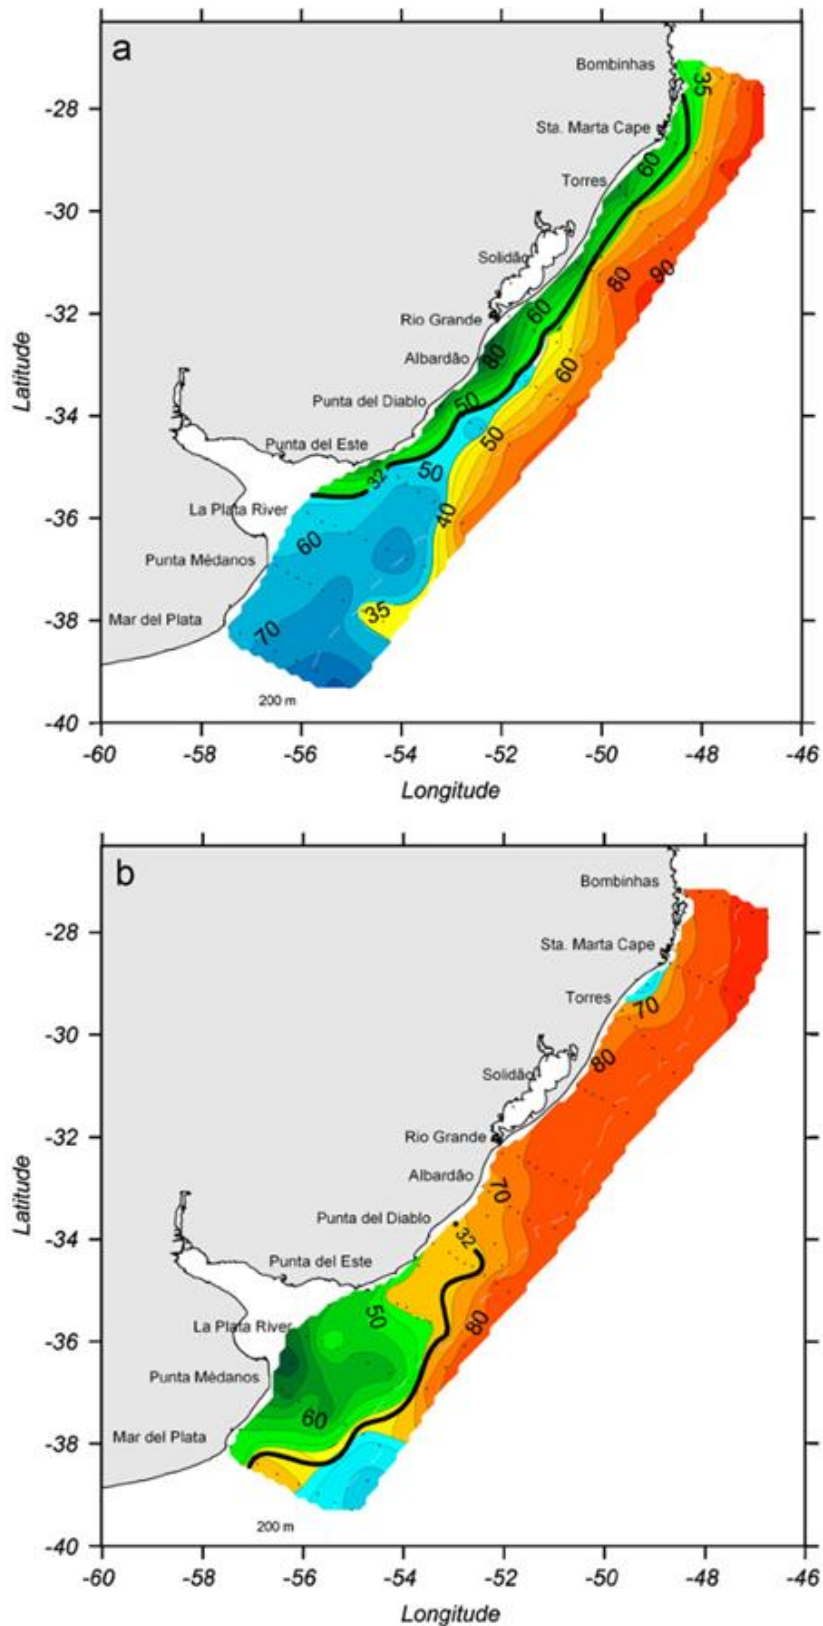 a
Bombinhas
35
-28
Sta. Marta Cape
60
Torres
-30
Solidão
80
90
-32
Rio Grande
60
Albardão
80
60
Punta del Diablo
50
-34
Punta del Este
50
32
50
La Plata River
40
-36
60
Punta Médanos
35
-38
Mar del Plata
70
200 m
-40
-60
-58
-56
-54
-52
-50
-48
-46
Latitude
Longitude
b
Bombinhas
-28
Sta. Marta Cape
Torres
70
-30
80
Solidão
-32
Rio Grande
Albardão
70
Punta del Diablo
32
-34
Punta del Este
50
La Plata River
80
-36
Punta Médanos
60
Mar del Plata
-38
200 m
-40
-60
-58
-56
-54
-52
-50
-48
-46
Latitude
Longitude